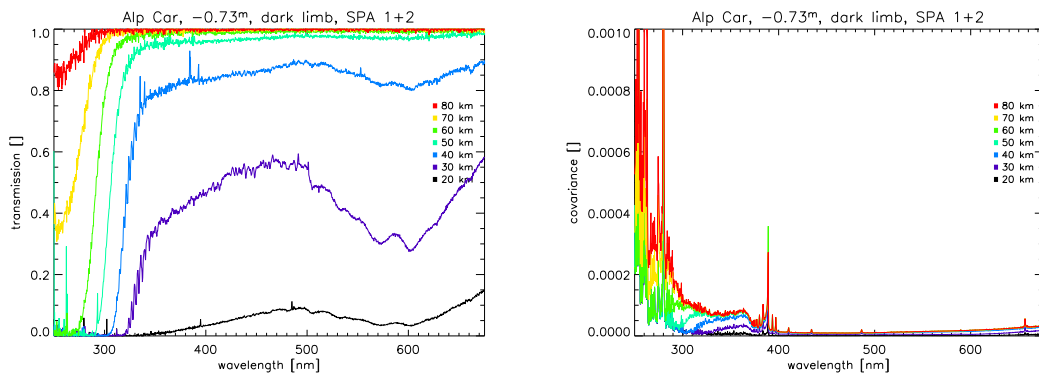 Alp Car, −0.73ᵐ, dark limb, SPA 1+2
1.0
0.8
0.6
0.4
0.2
0.0
transmission []
80 km
70 km
60 km
50 km
40 km
30 km
20 km
300 400 500 600
wavelength [nm]
Alp Car, −0.73ᵐ, dark limb, SPA 1+2
0.0010
0.0008
0.0006
0.0004
0.0002
0.0000
covariance []
80 km
70 km
60 km
50 km
40 km
30 km
20 km
300 400 500 600
wavelength [nm]